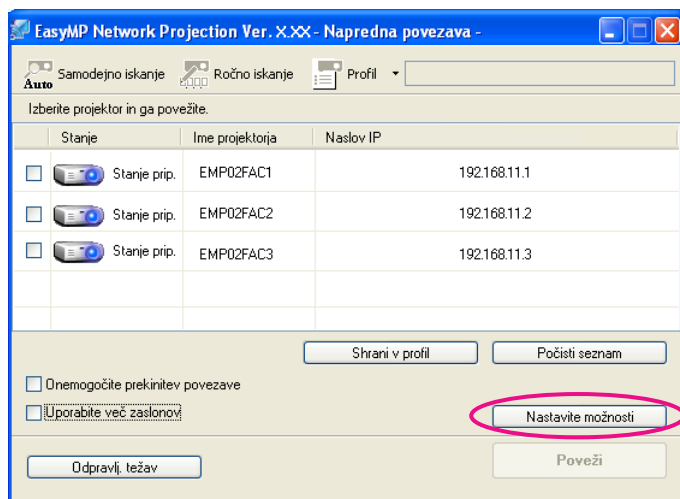 EasyMP Network Projection Ver. X.XX - Napredna povezava -
Auto Samodejno iskanje Ročno iskanje Profil
Izberite projektor in ga povežite.
Stanje Ime projektorja Naslov IP
Stanje prip. EMP02FAC1 192.168.11.1
Stanje prip. EMP02FAC2 192.168.11.2
Stanje prip. EMP02FAC3 192.168.11.3
Shrani v profil Počisti seznam
Onemogočite prekinitev povezave
Uporabite več zaslonov Nastavite možnosti
Odpravlj. težav Poveži